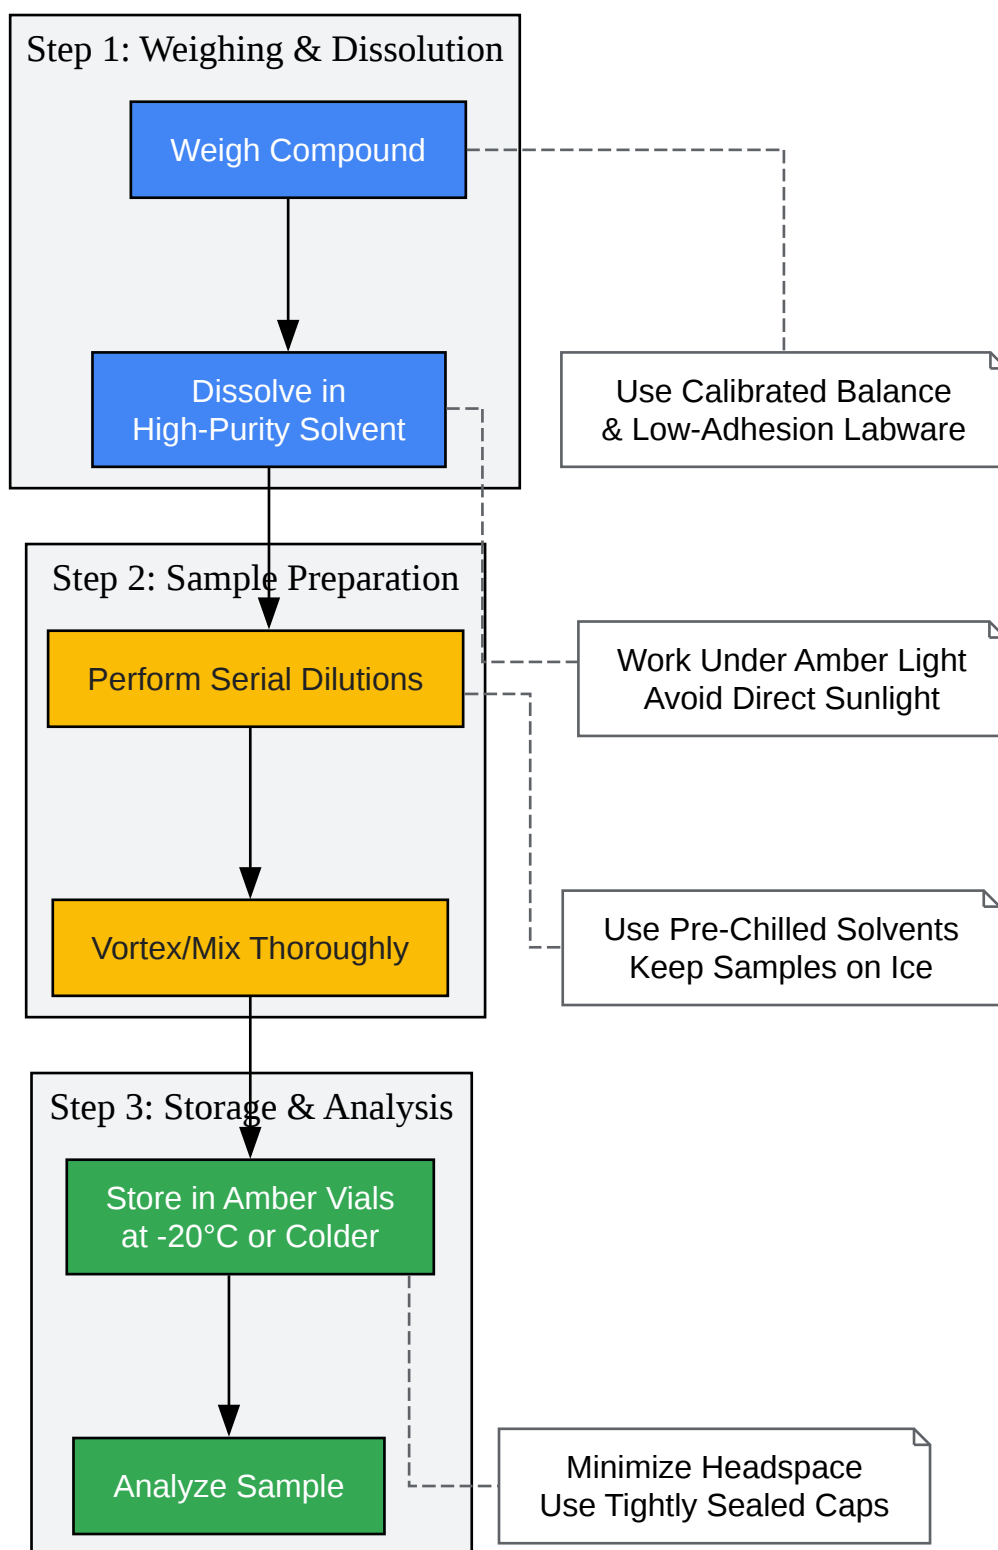 Step 1: Weighing & Dissolution
Weigh Compound
Dissolve in
High-Purity Solvent
Use Calibrated Balance
& Low-Adhesion Labware
Step 2: Sample Preparation
Perform Serial Dilutions
Work Under Amber Light
Avoid Direct Sunlight
Vortex/Mix Thoroughly
Use Pre-Chilled Solvents
Keep Samples on Ice
Step 3: Storage & Analysis
Store in Amber Vials
at -20°C or Colder
Analyze Sample
Minimize Headspace
Use Tightly Sealed Caps